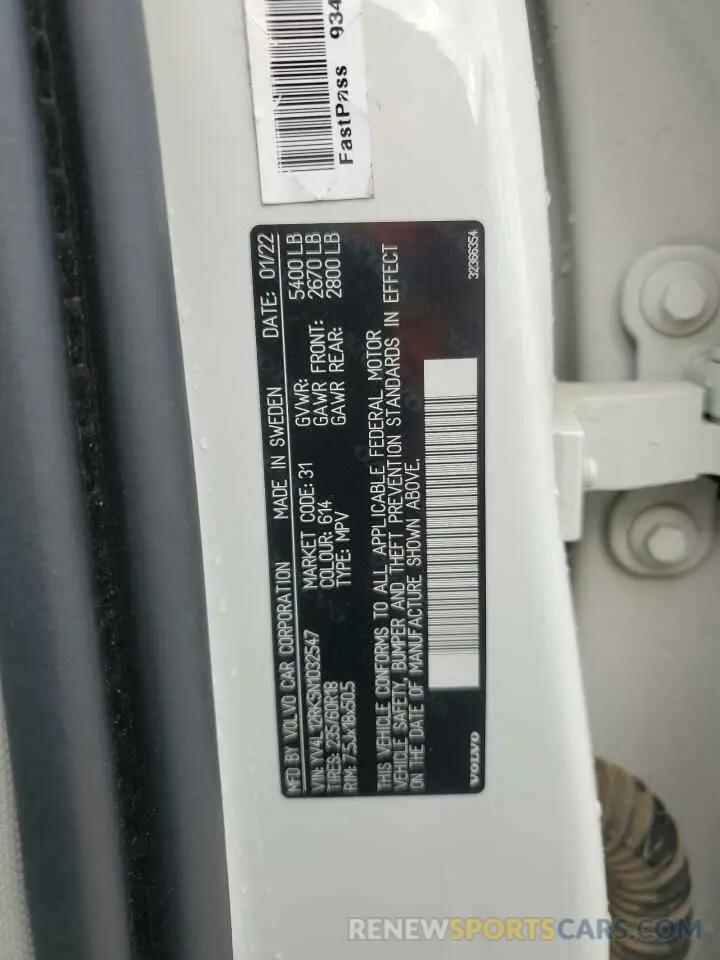 FastPass 934
MFD BY VOLVO CAR CORPORATION MADE IN SWEDEN DATE: 01/22
VIN: YV4L12RK5N1032547 MARKET CODE: 31 GVWR: 5400 LB
TIRES: 235/60R18 COLOUR: 614 GAWR FRONT: 2670 LB
RIM: 7.5Jx18x50.5 TYPE: MPV GAWR REAR: 2800 LB
THIS VEHICLE CONFORMS TO ALL APPLICABLE FEDERAL MOTOR
VEHICLE SAFETY, BUMPER AND THEFT PREVENTION STANDARDS IN EFFECT
ON THE DATE OF MANUFACTURE SHOWN ABOVE.
VOLVO 32366354
RENEWSPORTSCARS.COM